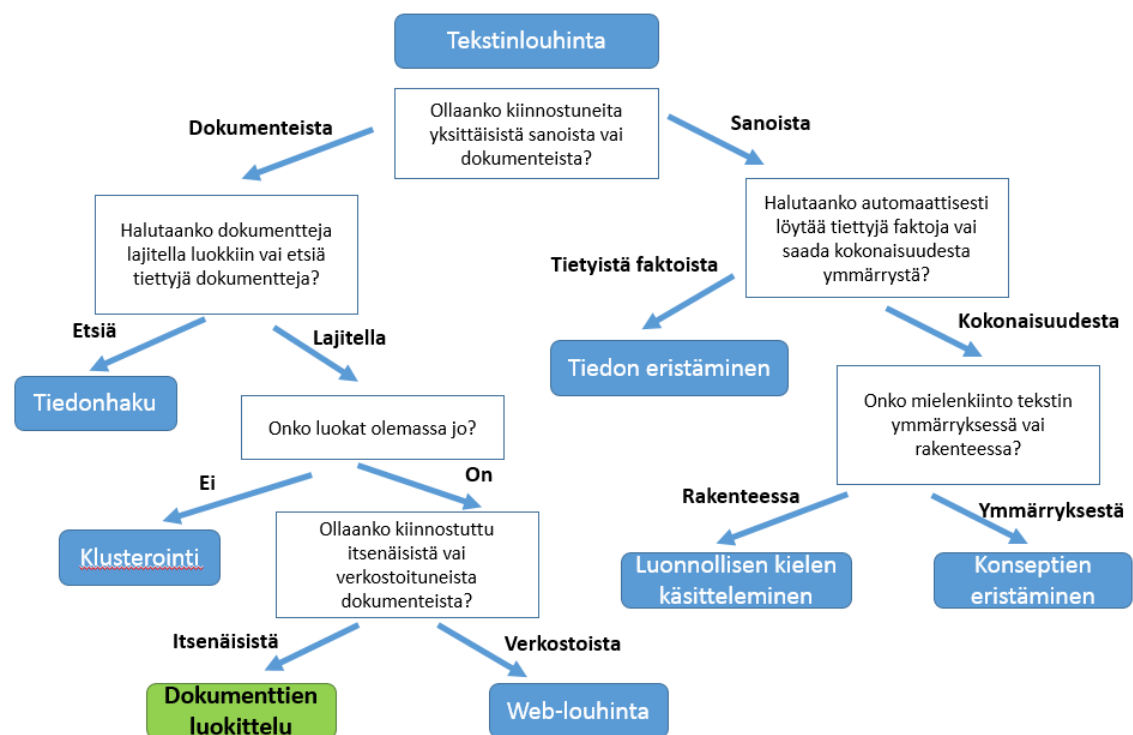 Tekstinlouhinta
Ollaanko kiinnostuneita
yksittäisistä sanoista vai
dokumenteista?
Dokumenteista
Sanoista
Halutaanko dokumentteja
lajitella luokkiin vai etsiä
tiettyjä dokumentteja?
Halutaanko automaattisesti
löytää tiettyjä faktoja vai
saada kokonaisuudesta
ymmärrystä?
Etsiä
Lajitella
Tietyistä faktoista
Kokonaisuudesta
Tiedonhaku
Tiedon eristäminen
Onko luokat olemassa jo?
Onko mielenkiinto tekstin
ymmärryksessä vai
rakenteessa?
Ei
On
Rakenteessa
Ymmärryksestä
Klusterointi
Ollaanko kiinnostuttu
itsenäisistä vai
verkostoituneista
dokumenteista?
Luonnollisen kielen
käsitteleminen
Konseptien
eristäminen
Itsenäisistä
Verkostoista
Dokumenttien
luokittelu
Web-louhinta